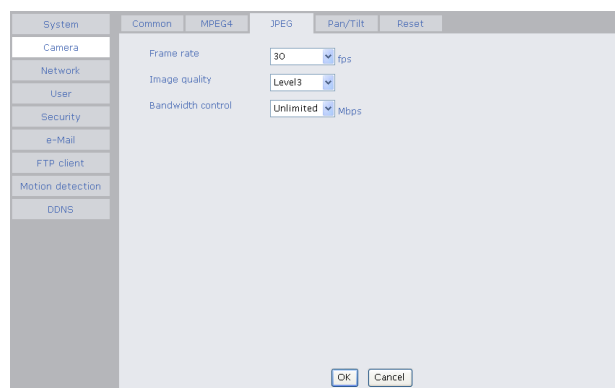 System
Camera
Network
User
Security
e-Mail
FTP client
Motion detection
DDNS
Common MPEG4 JPEG Pan/Tilt Reset
Frame rate 30 fps
Image quality Level3
Bandwidth control Unlimited Mbps
OK Cancel